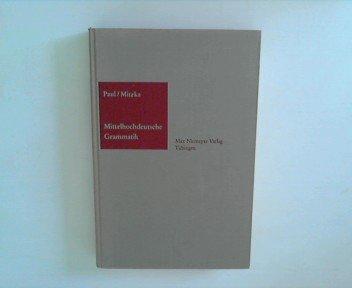 Paul / Mitzka
Mittelhochdeutsche
Grammatik
Max Niemeyer Verlag
Tübingen